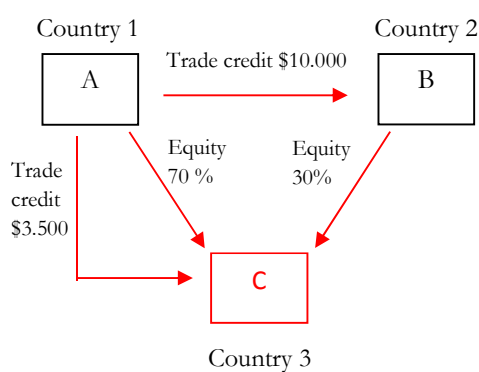 Country 1
Country 2
Trade credit $10.000
A
B
Equity
70 %
Equity
30%
Trade
credit
$3.500
C
Country 3